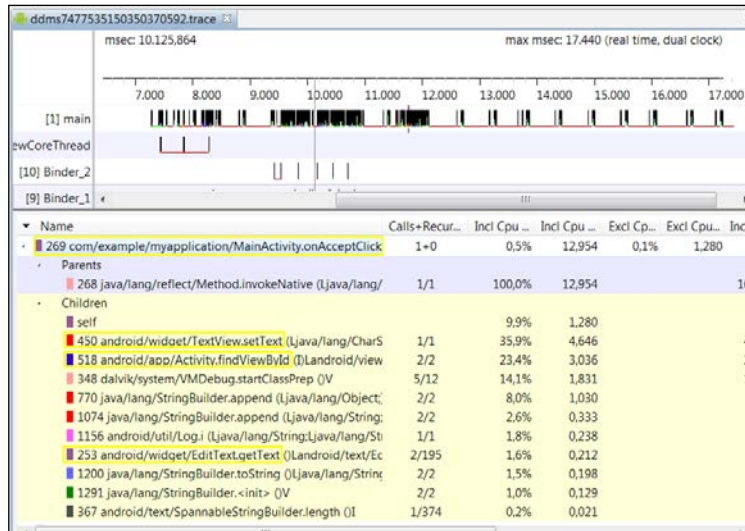 ddms7477535150350370592.trace
msec: 10.125,864 max msec: 17.440 (real time, dual clock)
7.000 8.000 9.000 10.000 11.000 12.000 13.000 14.000 15.000 16.000 17.000
[1] main
ewCoreThread
[10] Binder_2
[9] Binder_1
Name Calls+Recur... Incl Cpu ... Incl Cpu ... Excl Cp... Excl Cpu... Inc
269 com/example/myapplication/MainActivity.onAcceptClick 1+0 0,5% 12,954 0,1% 1,280
Parents
268 java/lang/reflect/Method.invokeNative (Ljava/lang/ 1/1 100,0% 12,954
Children
self 9,9% 1,280
450 android/widget/TextView.setText (Ljava/lang/CharS 1/1 35,9% 4,646
518 android/app/Activity.findViewById (I)Landroid/view 2/2 23,4% 3,036
348 dalvik/system/VMDebug.startClassPrep ()V 5/12 14,1% 1,831
770 java/lang/StringBuilder.append (Ljava/lang/Object; 2/2 8,0% 1,030
1074 java/lang/StringBuilder.append (Ljava/lang/String; 2/2 2,6% 0,333
1156 android/util/Log.i (Ljava/lang/String;Ljava/lang/Stri 1/1 1,8% 0,238
253 android/widget/EditText.getText ()Landroid/text/Ec 2/195 1,6% 0,212
1200 java/lang/StringBuilder.toString ()Ljava/lang/String 2/2 1,5% 0,198
1291 java/lang/StringBuilder.<init> ()V 2/2 1,0% 0,129
367 android/text/SpannableStringBuilder.length ()I 1/374 0,2% 0,021